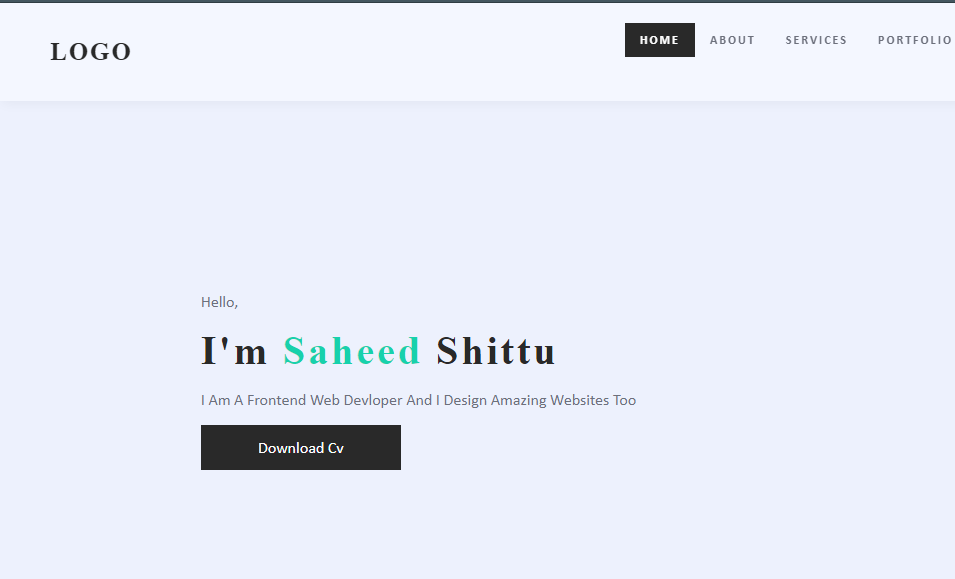 LOGO
HOME ABOUT SERVICES PORTFOLIO
Hello,
I'm Saheed Shittu
I Am A Frontend Web Devloper And I Design Amazing Websites Too
Download Cv